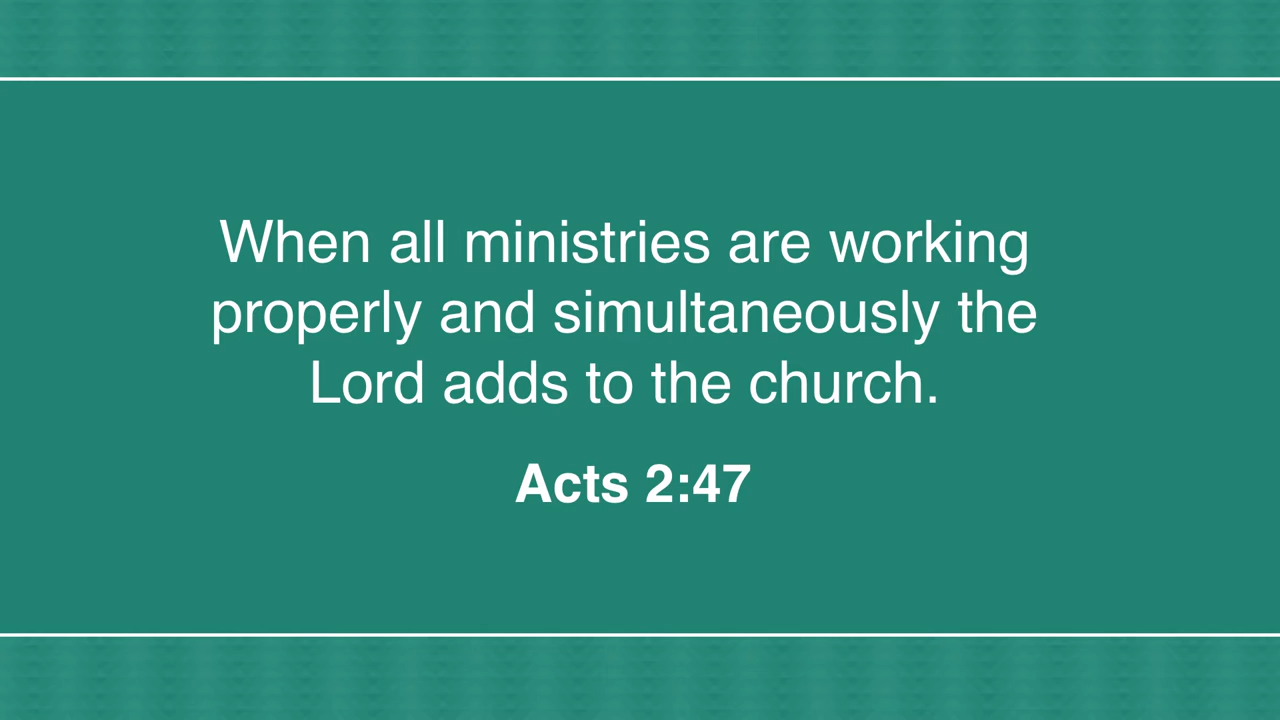 When all ministries are working
properly and simultaneously the
Lord adds to the church.
Acts 2:47